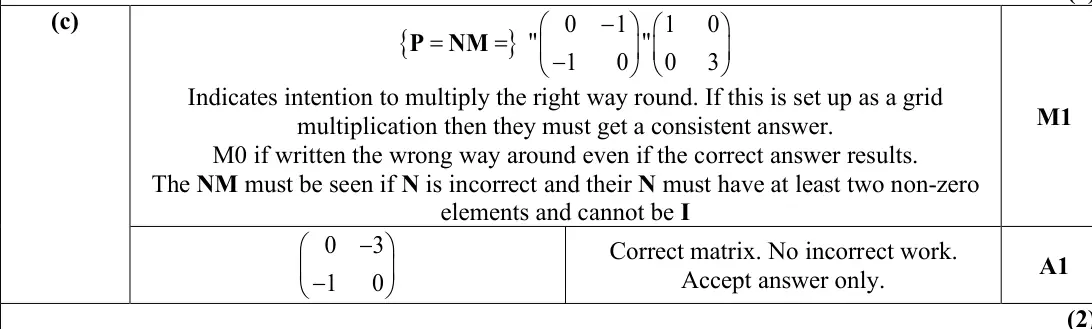 (c)
{P = NM =} "(0 −1
−1 0)"(1 0
0 3)
Indicates intention to multiply the right way round. If this is set up as a grid
multiplication then they must get a consistent answer.
M0 if written the wrong way around even if the correct answer results.
The NM must be seen if N is incorrect and their N must have at least two non-zero
elements and cannot be I
M1
(0 −3
−1 0)
Correct matrix. No incorrect work.
Accept answer only.
A1
(2)